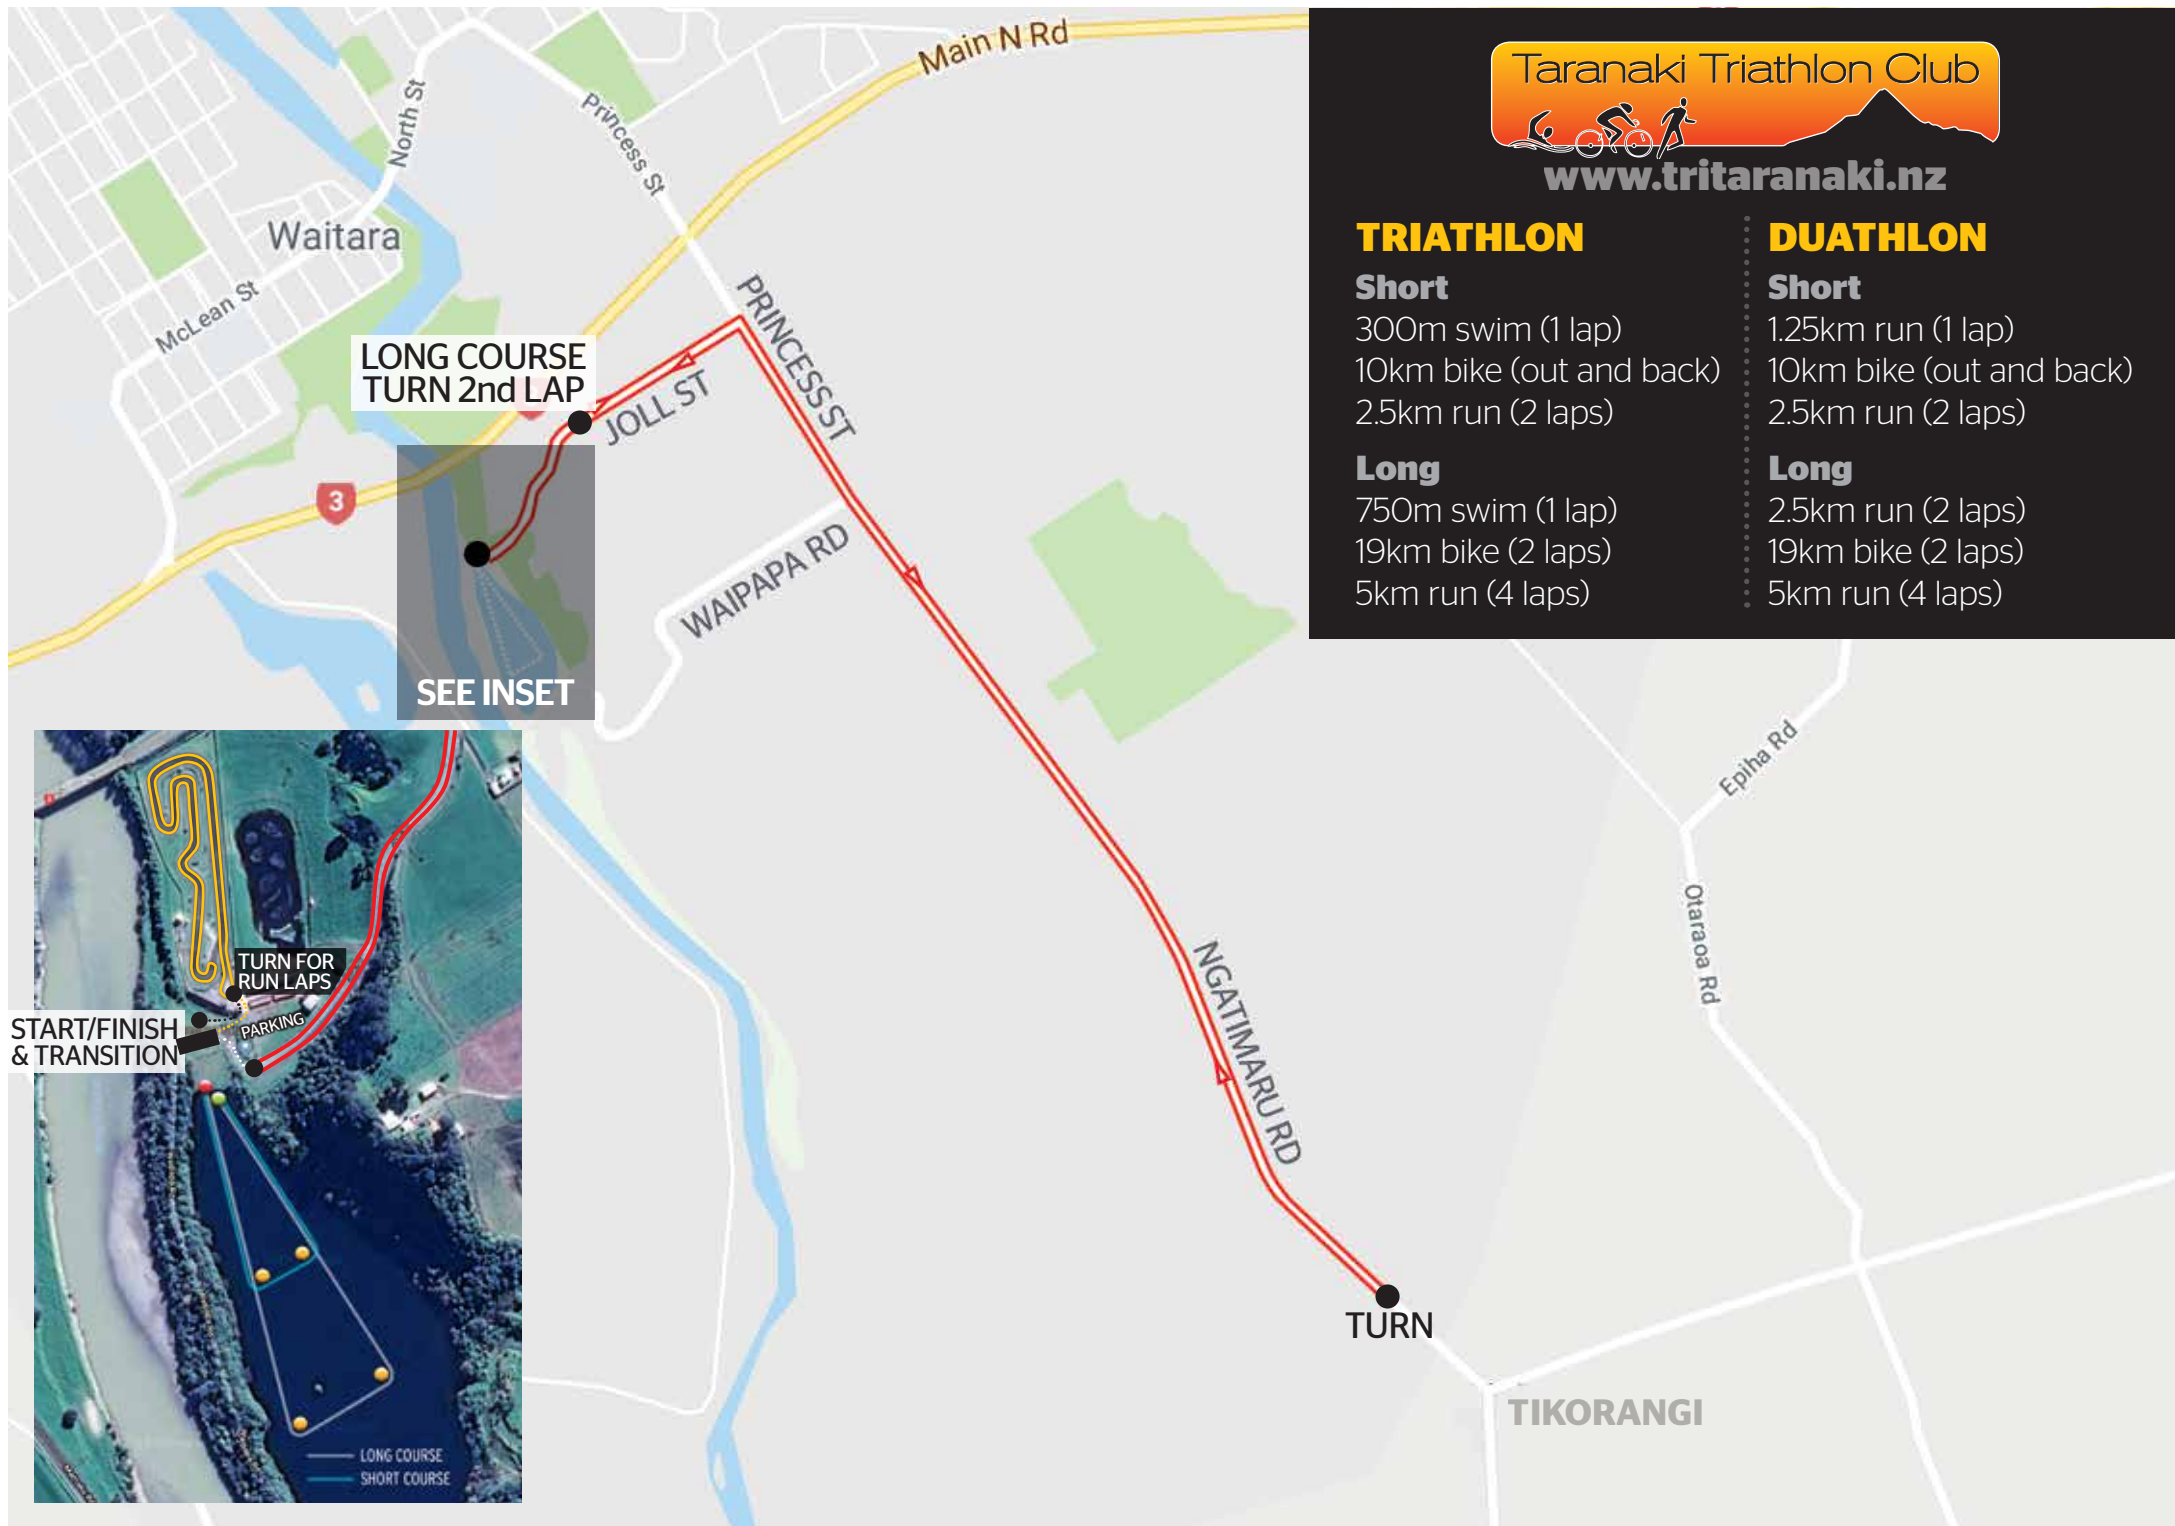 Main N Rd
North St
Princess St
Waitara
McLean St
LONG COURSE
TURN 2nd LAP
JOLL ST
PRINCESS ST
3
WAIPAPA RD
SEE INSET
Taranaki Triathlon Club
www.tritaranaki.nz
TRIATHLON
Short
300m swim (1 lap)
10km bike (out and back)
2.5km run (2 laps)
Long
750m swim (1 lap)
19km bike (2 laps)
5km run (4 laps)
DUATHLON
Short
1.25km run (1 lap)
10km bike (out and back)
2.5km run (2 laps)
Long
2.5km run (2 laps)
19km bike (2 laps)
5km run (4 laps)
Epiha Rd
Otaraoa Rd
NGATIMARU RD
TURN
TIKORANGI
TURN FOR
RUN LAPS
START/FINISH
& TRANSITION
PARKING
LONG COURSE
SHORT COURSE